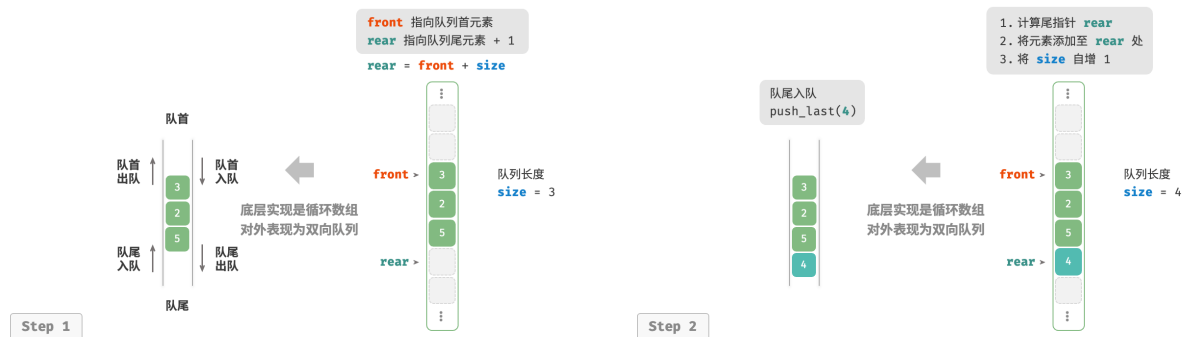 front 指向队列首元素
rear 指向队列尾元素 + 1
rear = front + size
队首
队首
出队
队首
入队
3
2
5
队尾
入队
队尾
出队
队尾
底层实现是循环数组
对外表现为双向队列
front
3
2
5
rear
队列长度
size = 3
Step 1
1. 计算尾指针 rear
2. 将元素添加至 rear 处
3. 将 size 自增 1
队尾入队
push_last(4)
3
2
5
4
底层实现是循环数组
对外表现为双向队列
front
3
2
5
rear
4
队列长度
size = 4
Step 2